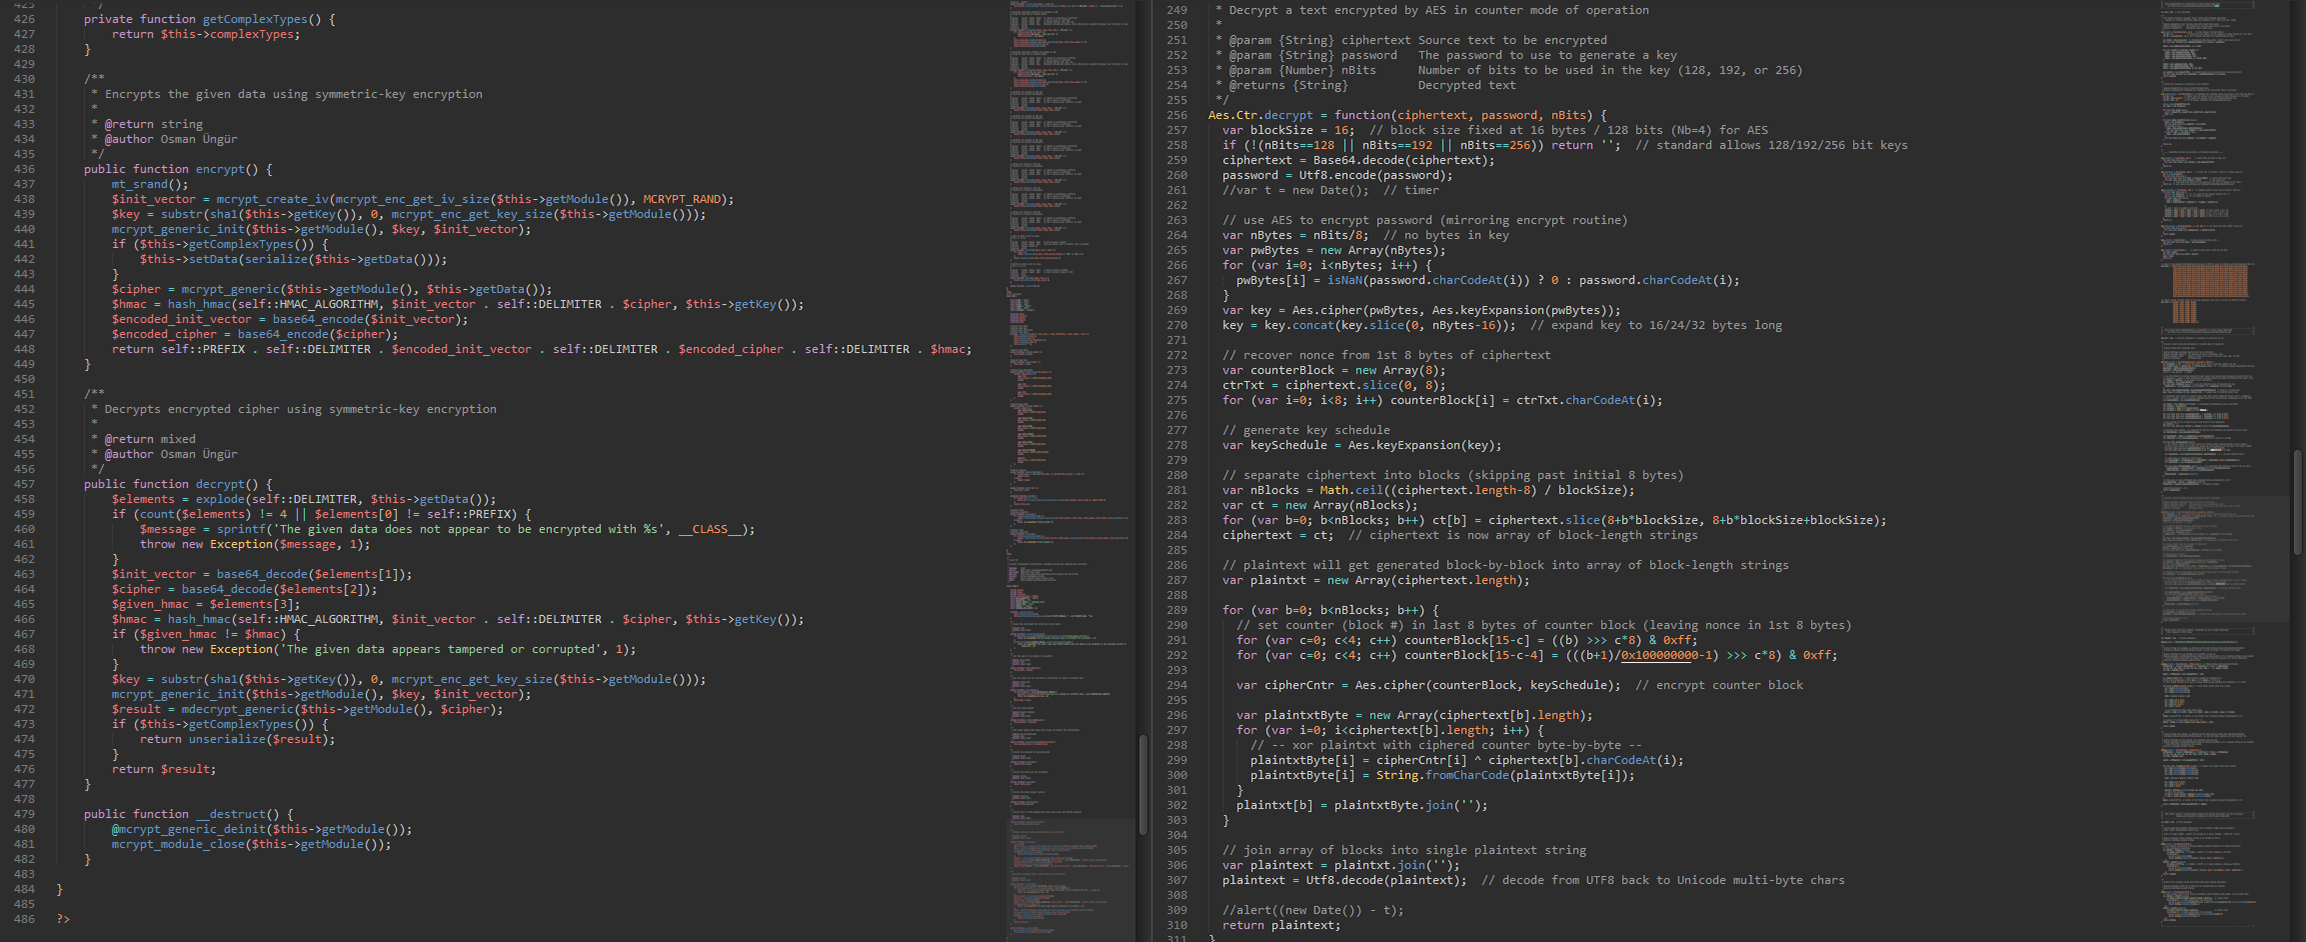 425     */
426    private function getComplexTypes() {
427        return $this->complexTypes;
428    }
429
430    /**
431     * Encrypts the given data using symmetric-key encryption
432     *
433     * @return string
434     * @author Osman Üngür
435     */
436    public function encrypt() {
437        mt_srand();
438        $init_vector = mcrypt_create_iv(mcrypt_enc_get_iv_size($this->getModule()), MCRYPT_RAND);
439        $key = substr(sha1($this->getKey()), 0, mcrypt_enc_get_key_size($this->getModule()));
440        mcrypt_generic_init($this->getModule(), $key, $init_vector);
441        if ($this->getComplexTypes()) {
442            $this->setData(serialize($this->getData()));
443        }
444        $cipher = mcrypt_generic($this->getModule(), $this->getData());
445        $hmac = hash_hmac(self::HMAC_ALGORITHM, $init_vector . self::DELIMITER . $cipher, $this->getKey());
446        $encoded_init_vector = base64_encode($init_vector);
447        $encoded_cipher = base64_encode($cipher);
448        return self::PREFIX . self::DELIMITER . $encoded_init_vector . self::DELIMITER . $encoded_cipher . self::DELIMITER . $hmac;
449    }
450
451    /**
452     * Decrypts encrypted cipher using symmetric-key encryption
453     *
454     * @return mixed
455     * @author Osman Üngür
456     */
457    public function decrypt() {
458        $elements = explode(self::DELIMITER, $this->getData());
459        if (count($elements) != 4 || $elements[0] != self::PREFIX) {
460            $message = sprintf('The given data does not appear to be encrypted with %s', __CLASS__);
461            throw new Exception($message, 1);
462        }
463        $init_vector = base64_decode($elements[1]);
464        $cipher = base64_decode($elements[2]);
465        $given_hmac = $elements[3];
466        $hmac = hash_hmac(self::HMAC_ALGORITHM, $init_vector . self::DELIMITER . $cipher, $this->getKey());
467        if ($given_hmac != $hmac) {
468            throw new Exception('The given data appears tampered or corrupted', 1);
469        }
470        $key = substr(sha1($this->getKey()), 0, mcrypt_enc_get_key_size($this->getModule()));
471        mcrypt_generic_init($this->getModule(), $key, $init_vector);
472        $result = mdecrypt_generic($this->getModule(), $cipher);
473        if ($this->getComplexTypes()) {
474            return unserialize($result);
475        }
476        return $result;
477    }
478
479    public function __destruct() {
480        @mcrypt_generic_deinit($this->getModule());
481        mcrypt_module_close($this->getModule());
482    }
483
484 }
485
486 ?>
249  * Decrypt a text encrypted by AES in counter mode of operation
250  *
251  * @param {String} ciphertext Source text to be encrypted
252  * @param {String} password   The password to use to generate a key
253  * @param {Number} nBits      Number of bits to be used in the key (128, 192, or 256)
254  * @returns {String}          Decrypted text
255  */
256 Aes.Ctr.decrypt = function(ciphertext, password, nBits) {
257   var blockSize = 16;  // block size fixed at 16 bytes / 128 bits (Nb=4) for AES
258   if (!(nBits==128 || nBits==192 || nBits==256)) return '';  // standard allows 128/192/256 bit keys
259   ciphertext = Base64.decode(ciphertext);
260   password = Utf8.encode(password);
261   //var t = new Date();  // timer
262
263   // use AES to encrypt password (mirroring encrypt routine)
264   var nBytes = nBits/8;  // no bytes in key
265   var pwBytes = new Array(nBytes);
266   for (var i=0; i<nBytes; i++) {
267     pwBytes[i] = isNaN(password.charCodeAt(i)) ? 0 : password.charCodeAt(i);
268   }
269   var key = Aes.cipher(pwBytes, Aes.keyExpansion(pwBytes));
270   key = key.concat(key.slice(0, nBytes-16));  // expand key to 16/24/32 bytes long
271
272   // recover nonce from 1st 8 bytes of ciphertext
273   var counterBlock = new Array(8);
274   ctrTxt = ciphertext.slice(0, 8);
275   for (var i=0; i<8; i++) counterBlock[i] = ctrTxt.charCodeAt(i);
276
277   // generate key schedule
278   var keySchedule = Aes.keyExpansion(key);
279
280   // separate ciphertext into blocks (skipping past initial 8 bytes)
281   var nBlocks = Math.ceil((ciphertext.length-8) / blockSize);
282   var ct = new Array(nBlocks);
283   for (var b=0; b<nBlocks; b++) ct[b] = ciphertext.slice(8+b*blockSize, 8+b*blockSize+blockSize);
284   ciphertext = ct;  // ciphertext is now array of block-length strings
285
286   // plaintext will get generated block-by-block into array of block-length strings
287   var plaintxt = new Array(ciphertext.length);
288
289   for (var b=0; b<nBlocks; b++) {
290     // set counter (block #) in last 8 bytes of counter block (leaving nonce in 1st 8 bytes)
291     for (var c=0; c<4; c++) counterBlock[15-c] = ((b) >>> c*8) & 0xff;
292     for (var c=0; c<4; c++) counterBlock[15-c-4] = (((b+1)/0x100000000-1) >>> c*8) & 0xff;
293
294     var cipherCntr = Aes.cipher(counterBlock, keySchedule);  // encrypt counter block
295
296     var plaintxtByte = new Array(ciphertext[b].length);
297     for (var i=0; i<ciphertext[b].length; i++) {
298       // -- xor plaintxt with ciphered counter byte-by-byte --
299       plaintxtByte[i] = cipherCntr[i] ^ ciphertext[b].charCodeAt(i);
300       plaintxtByte[i] = String.fromCharCode(plaintxtByte[i]);
301     }
302     plaintxt[b] = plaintxtByte.join('');
303   }
304
305   // join array of blocks into single plaintext string
306   var plaintext = plaintxt.join('');
307   plaintext = Utf8.decode(plaintext);  // decode from UTF8 back to Unicode multi-byte chars
308
309   //alert((new Date()) - t);
310   return plaintext;
311 }